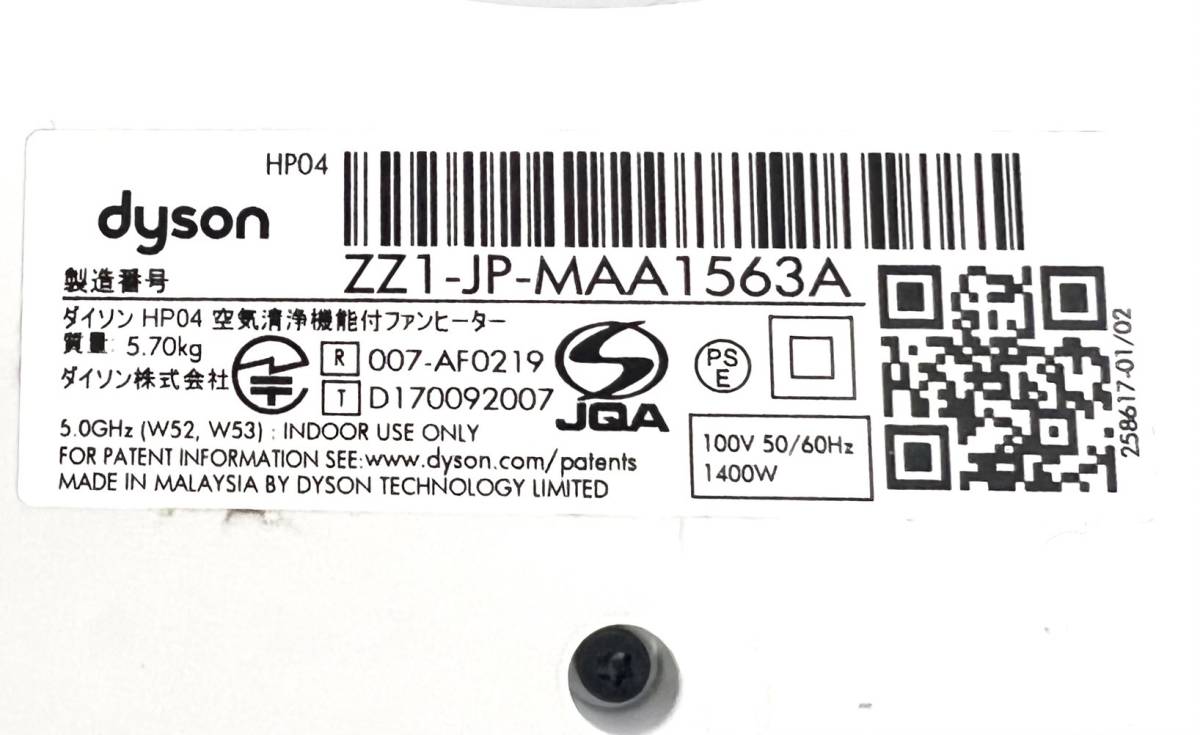 HP04
dyson
製造番号 ZZ1-JP-MAA1563A
ダイソン HP04 空気清浄機能付ファンヒーター
質量: 5.70kg
ダイソン株式会社
R 007-AF0219
T D170092007
JQA
PS
E
5.0GHz (W52, W53) : INDOOR USE ONLY
FOR PATENT INFORMATION SEE:www.dyson.com/patents
MADE IN MALAYSIA BY DYSON TECHNOLOGY LIMITED
100V 50/60Hz
1400W
258617-01/02